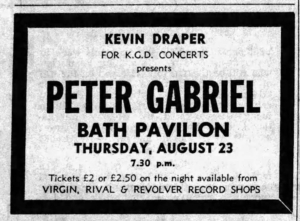 KEVIN DRAPER
FOR K.G.D. CONCERTS
presents
PETER GABRIEL
BATH PAVILION
THURSDAY, AUGUST 23
7.30 p.m.
Tickets £2 or £2.50 on the night available from
VIRGIN, RIVAL & REVOLVER RECORD SHOPS